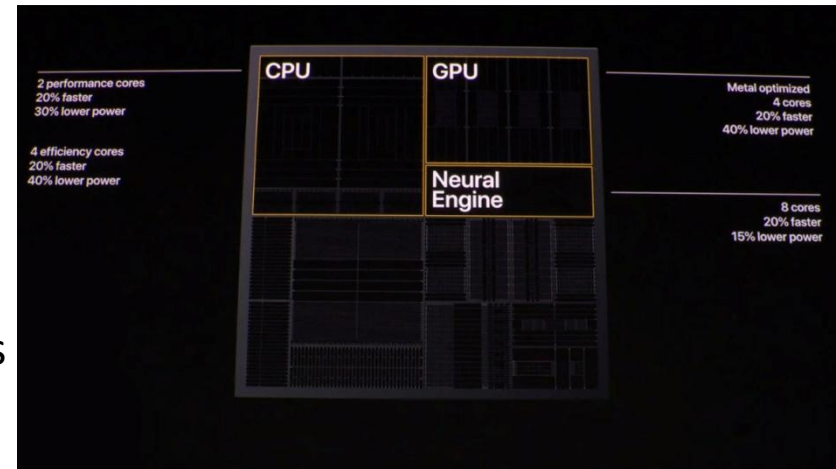 CPU
GPU
Neural
Engine
2 performance cores
20% faster
30% lower power
4 efficiency cores
20% faster
40% lower power
Metal optimized
4 cores
20% faster
40% lower power
8 cores
20% faster
15% lower power
s